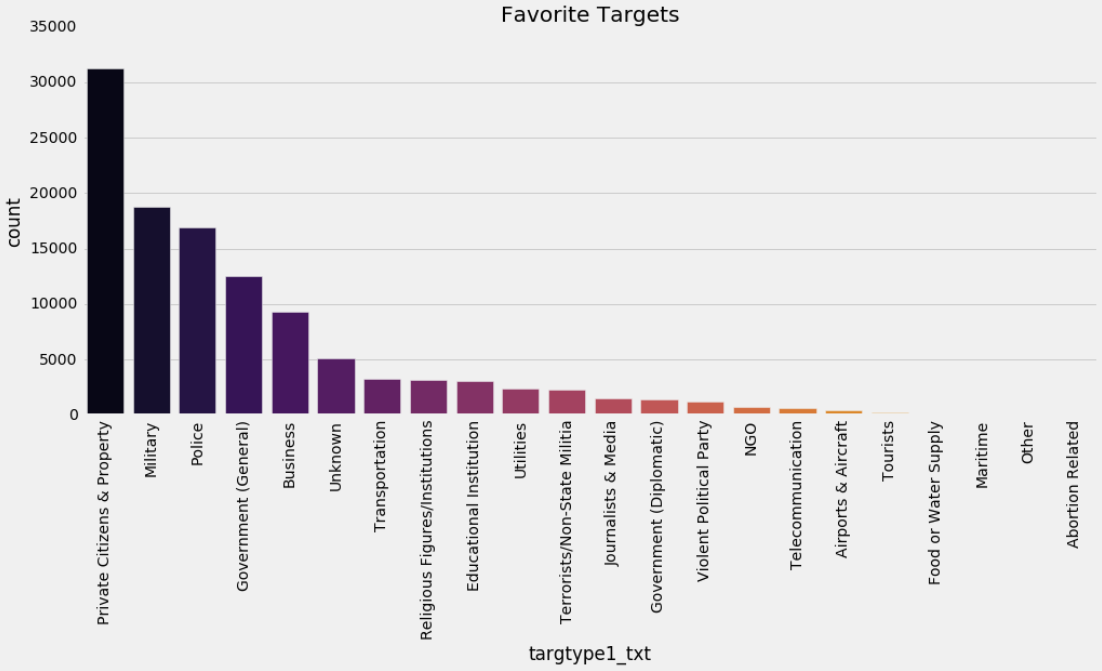 Favorite Targets
35000
30000
25000
20000
15000
10000
5000
0
count
Private Citizens & Property
Military
Police
Government (General)
Business
Unknown
Transportation
Religious Figures/Institutions
Educational Institution
Utilities
Terrorists/Non-State Militia
Journalists & Media
Government (Diplomatic)
Violent Political Party
NGO
Telecommunication
Airports & Aircraft
Tourists
Food or Water Supply
Maritime
Other
Abortion Related
targtype1_txt